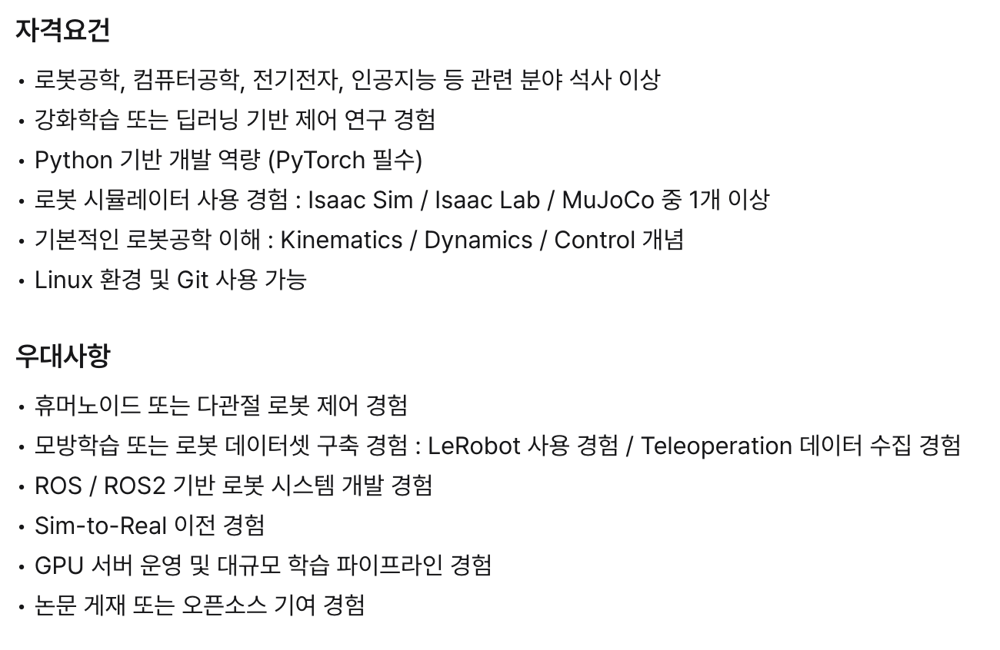 자격요건
• 로봇공학, 컴퓨터공학, 전기전자, 인공지능 등 관련 분야 석사 이상
• 강화학습 또는 딥러닝 기반 제어 연구 경험
• Python 기반 개발 역량 (PyTorch 필수)
• 로봇 시뮬레이터 사용 경험 : Isaac Sim / Isaac Lab / MuJoCo 중 1개 이상
• 기본적인 로봇공학 이해 : Kinematics / Dynamics / Control 개념
• Linux 환경 및 Git 사용 가능
우대사항
• 휴머노이드 또는 다관절 로봇 제어 경험
• 모방학습 또는 로봇 데이터셋 구축 경험 : LeRobot 사용 경험 / Teleoperation 데이터 수집 경험
• ROS / ROS2 기반 로봇 시스템 개발 경험
• Sim-to-Real 이전 경험
• GPU 서버 운영 및 대규모 학습 파이프라인 경험
• 논문 게재 또는 오픈소스 기여 경험